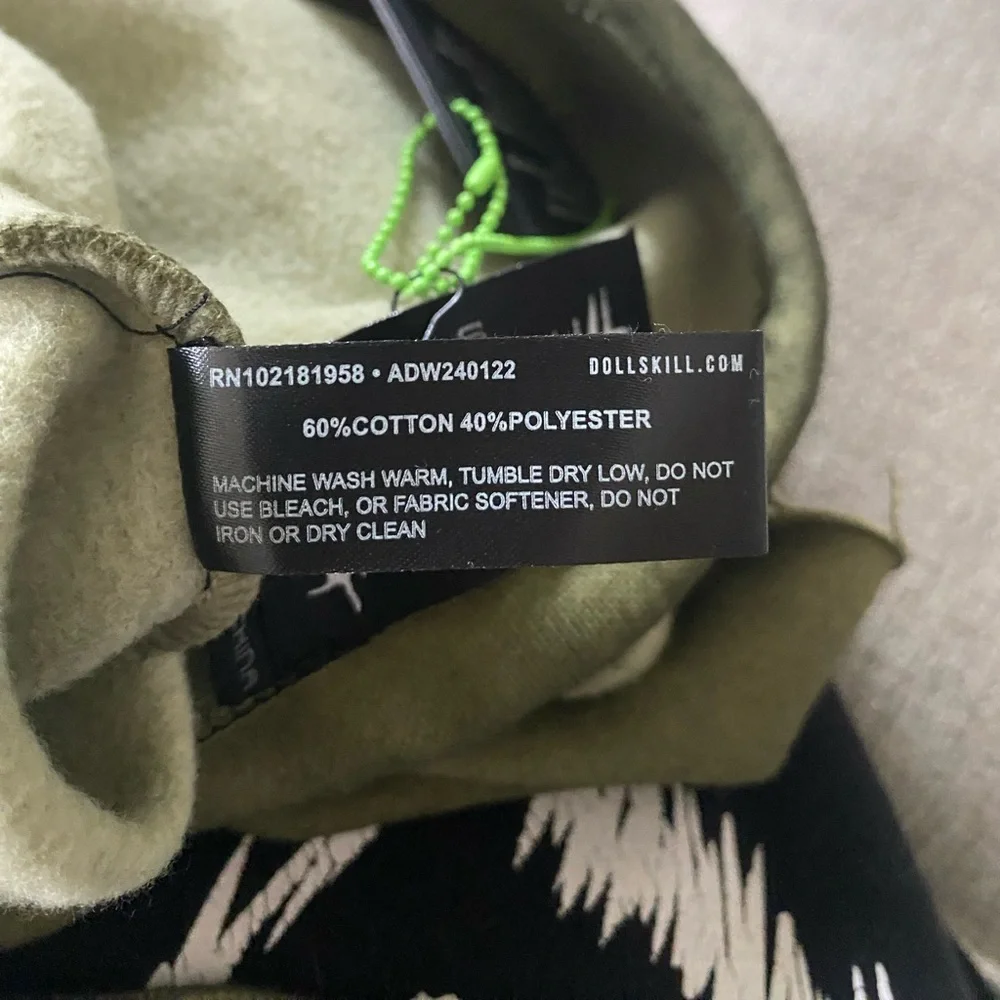 RN102181958 • ADW240122
DOLLSKILL.COM
60%COTTON 40%POLYESTER
MACHINE WASH WARM, TUMBLE DRY LOW, DO NOT
USE BLEACH, OR FABRIC SOFTENER, DO NOT
IRON OR DRY CLEAN